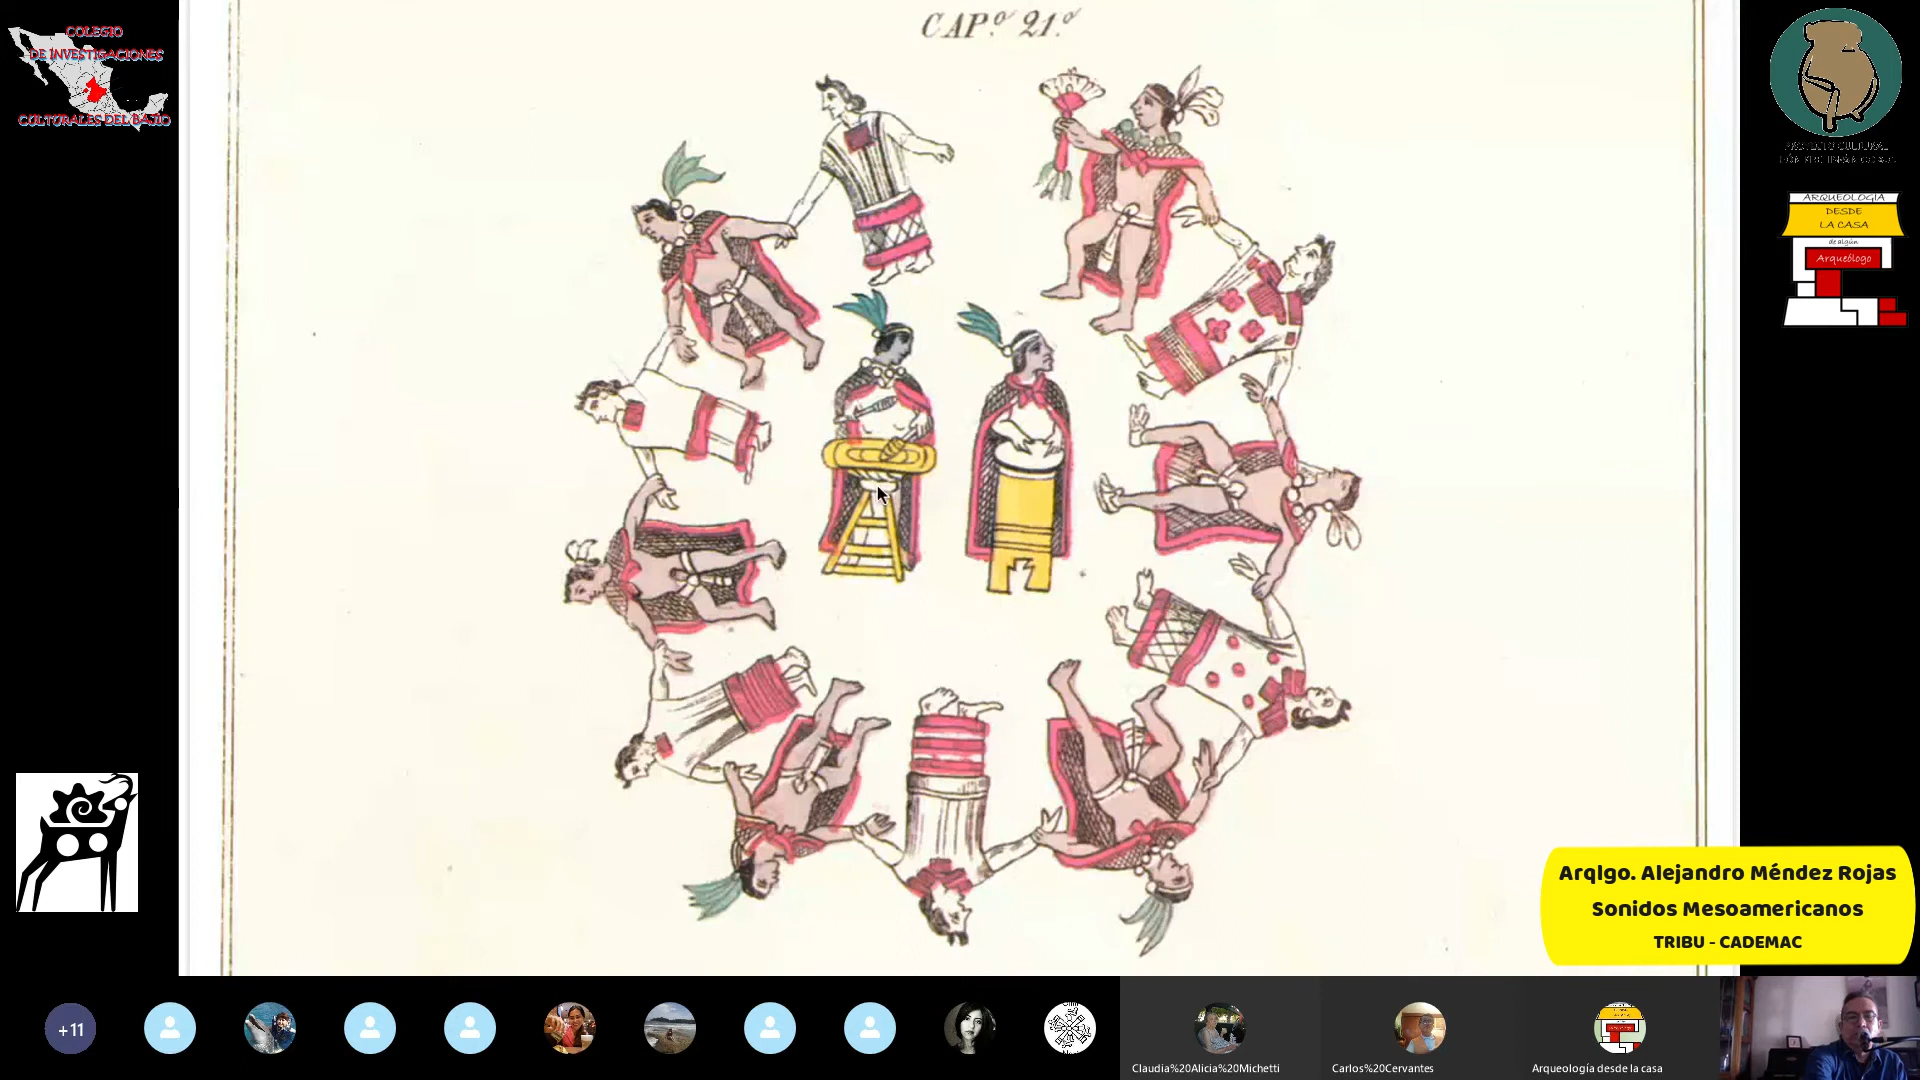 CAP.º 21.º
COLEGIO
DE INVESTIGACIONES
CULTURALES DEL BAJÍO
ARQUEOLOGIA
DESDE
LA CASA
de algún
Arqueólogo
Arqlgo. Alejandro Méndez Rojas
Sonidos Mesoamericanos
TRIBU - CADEMAC
+11
Claudia%20Alicia%20Michetti
Carlos%20Cervantes
Arqueología desde la casa